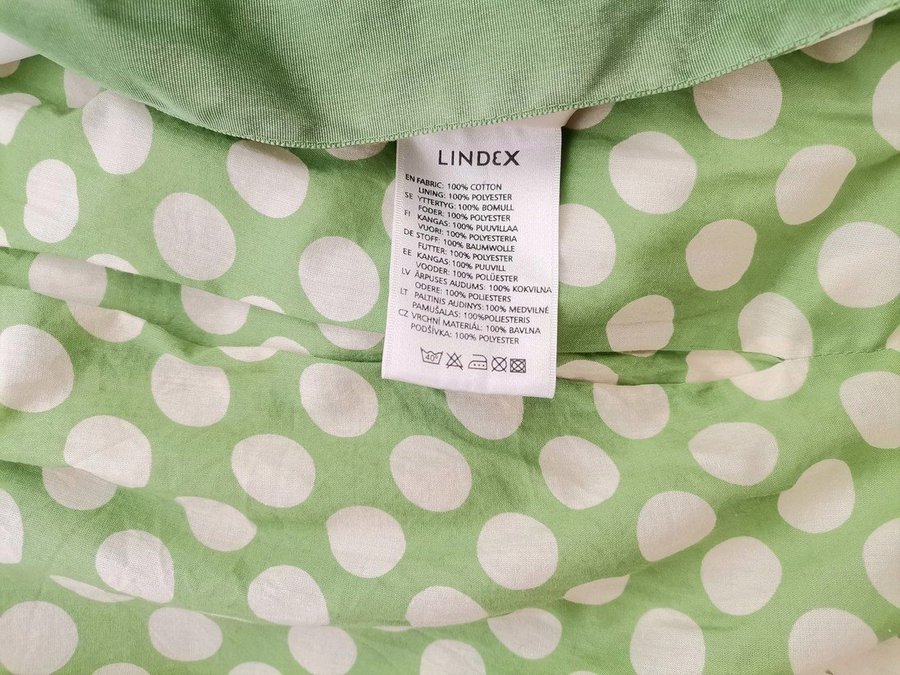 LINDEX
EN FABRIC: 100% COTTON
LINING: 100% POLYESTER
SE YTTERTYG: 100% BOMULL
FODER: 100% POLYESTER
FI KANGAS: 100% PUUVILLAA
VUORI: 100% POLYESTERIA
DE STOFF: 100% BAUMWOLLE
FUTTER: 100% POLYESTER
EE KANGAS: 100% PUUVILL
VOODER: 100% POLÜESTER
LV ĀRPUSES AUDUMS: 100% KOKVILNA
ODERE: 100% POLIESTERS
LT PALTINIS AUDINYS: 100% MEDVILNĖ
PAMUŠALAS: 100%POLIESTERIS
CZ VRCHNÍ MATERIÁL: 100% BAVLNA
PODŠÍVKA: 100% POLYESTER
40°